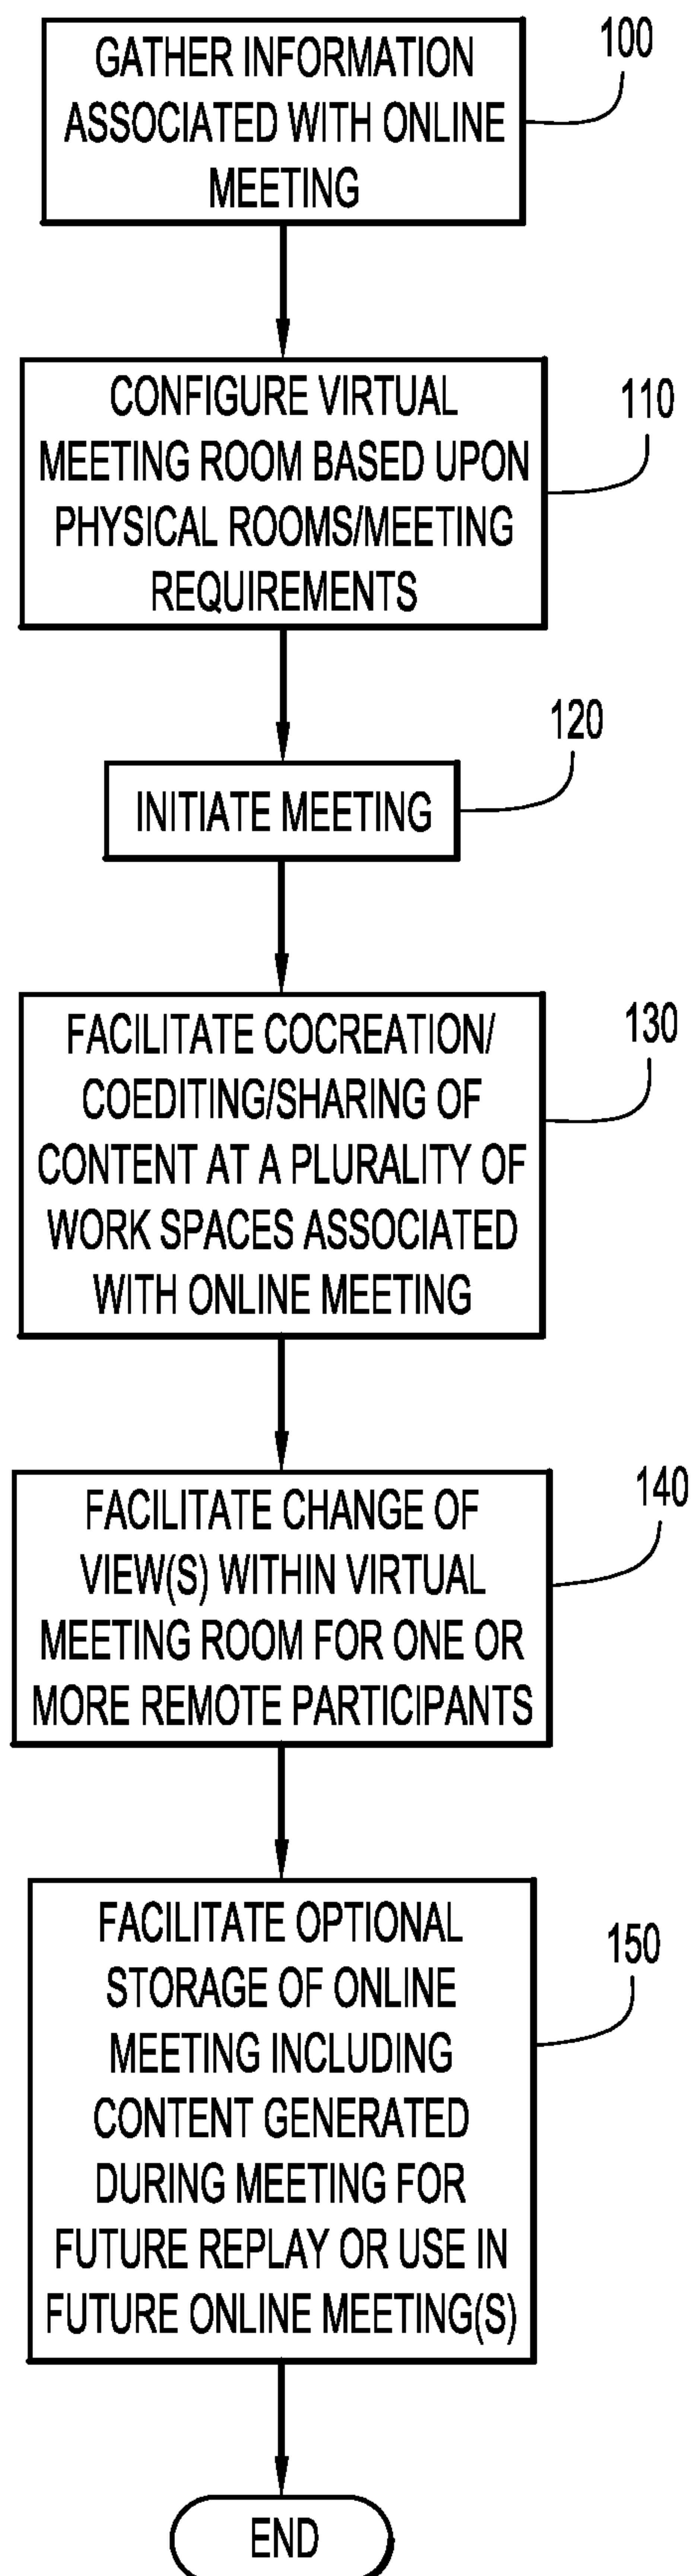 100
GATHER INFORMATION
ASSOCIATED WITH ONLINE
MEETING
110
CONFIGURE VIRTUAL
MEETING ROOM BASED UPON
PHYSICAL ROOMS/MEETING
REQUIREMENTS
120
INITIATE MEETING
130
FACILITATE COCREATION/
COEDITING/SHARING OF
CONTENT AT A PLURALITY OF
WORK SPACES ASSOCIATED
WITH ONLINE MEETING
140
FACILITATE CHANGE OF
VIEW(S) WITHIN VIRTUAL
MEETING ROOM FOR ONE OR
MORE REMOTE PARTICIPANTS
150
FACILITATE OPTIONAL
STORAGE OF ONLINE
MEETING INCLUDING
CONTENT GENERATED
DURING MEETING FOR
FUTURE REPLAY OR USE IN
FUTURE ONLINE MEETING(S)
END